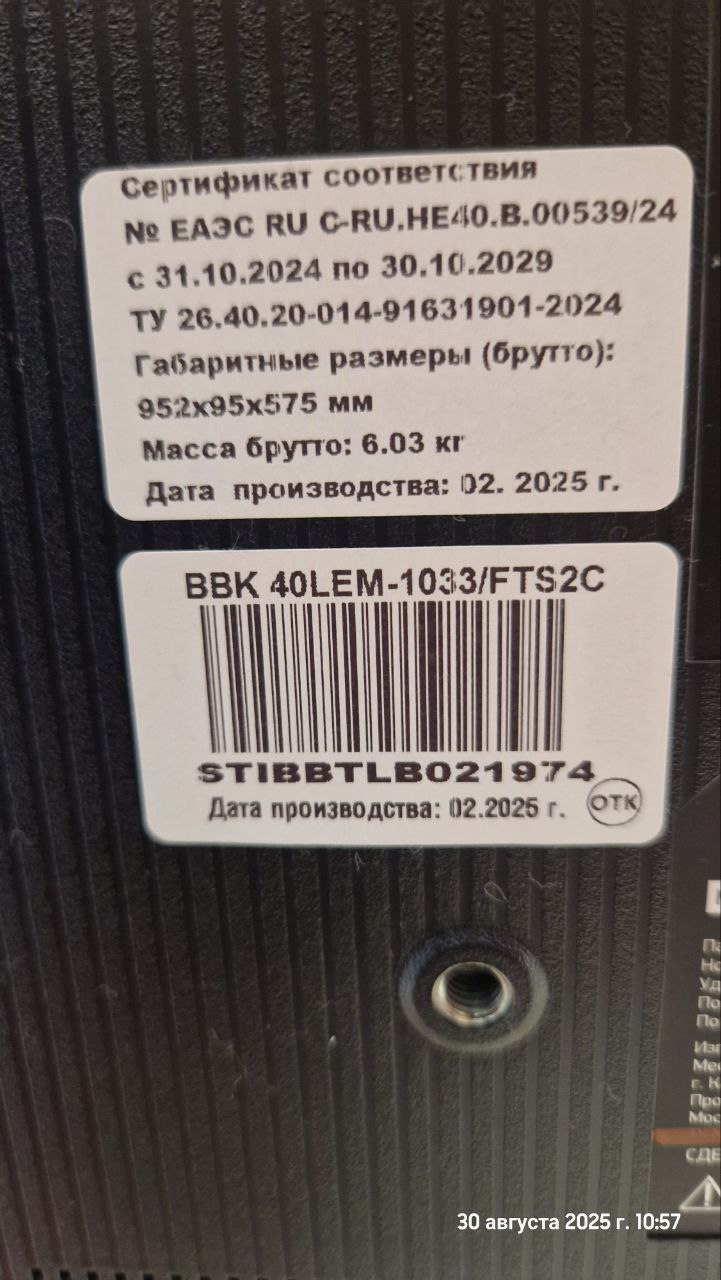 Сертификат соответствия
№ ЕАЭС RU C-RU.НЕ40.В.00539/24
с 31.10.2024 по 30.10.2029
ТУ 26.40.20-014-91631901-2024
Габаритные размеры (брутто):
952x95x575 мм
Масса брутто: 6.03 кг
Дата производства: 02. 2025 г.
BBK 40LEM-1033/FTS2C
STIBBTLB021974
Дата производства: 02.2025 г.
ОТК
г. К
30 августа 2025 г. 10:57